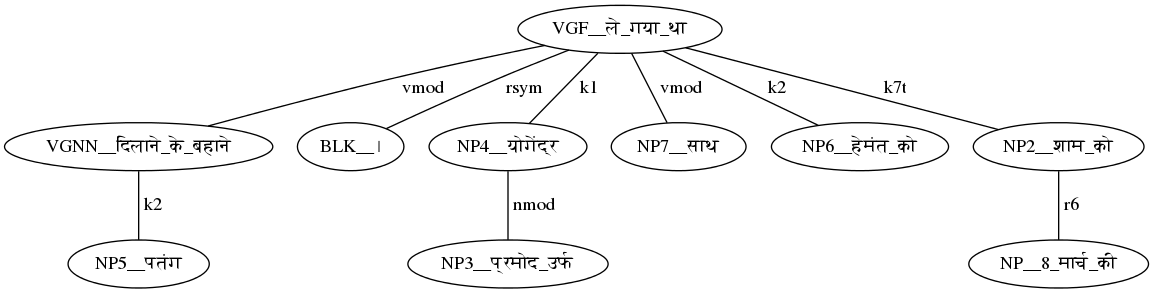 VGF__ले_गया_था
vmod rsym k1 vmod k2 k7t
VGNN__दिलाने_के_बहाने BLK__। NP4__योगेंद्र NP7__साथ NP6__हेमंत_को NP2__शाम_को
k2 nmod r6
NP5__पतंग NP3__प्रमोद_उर्फ NP__8_मार्च_की